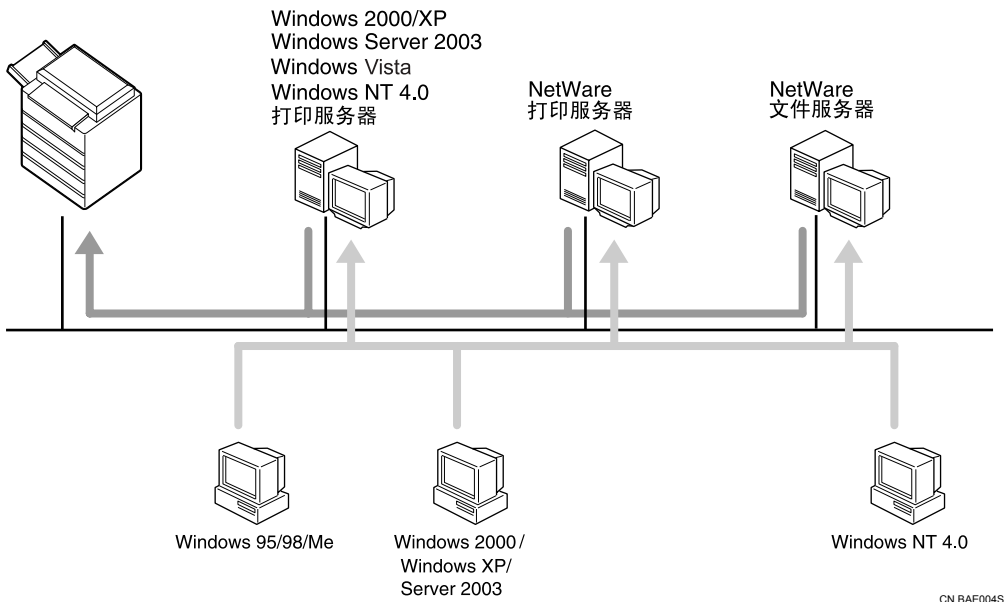 Windows 2000/XP
Windows Server 2003
Windows Vista
Windows NT 4.0
打印服务器
NetWare
打印服务器
NetWare
文件服务器
Windows 95/98/Me
Windows 2000/
Windows XP/
Server 2003
Windows NT 4.0
CN BAE004S